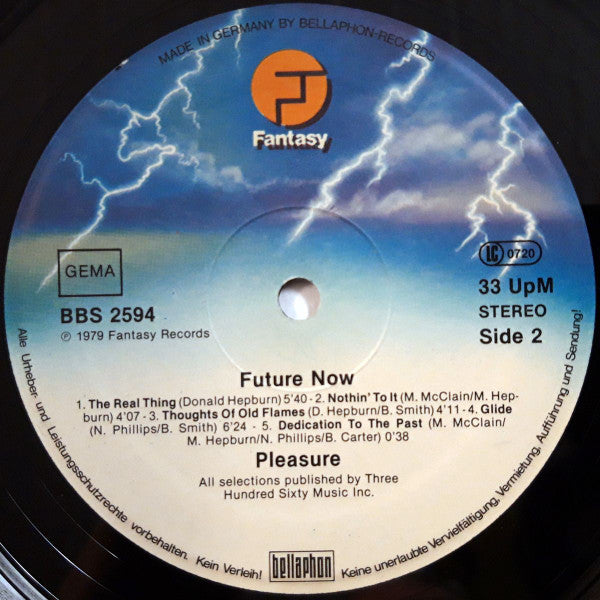 MADE IN GERMANY BY BELLAPHON-RECORDS
Fantasy
GEMA
LC 0720
BBS 2594
℗ 1979 Fantasy Records
33 UpM
STEREO
Side 2
Future Now
1. The Real Thing (Donald Hepburn) 5'40 - 2. Nothin' To It (M. McClain/M. Hep-
burn) 4'07 - 3. Thoughts Of Old Flames (D. Hepburn/B. Smith) 4'11 - 4. Glide
(N. Phillips/B. Smith) 6'24 - 5. Dedication To The Past (M. McClain/
M. Hepburn/N. Phillips/B. Carter) 0'38
Pleasure
All selections published by Three
Hundred Sixty Music Inc.
bellaphon
Alle Urheber- und Leistungsschutzrechte vorbehalten. Kein Verleih! Keine unerlaubte Vervielfältigung, Vermietung, Aufführung und Sendung!